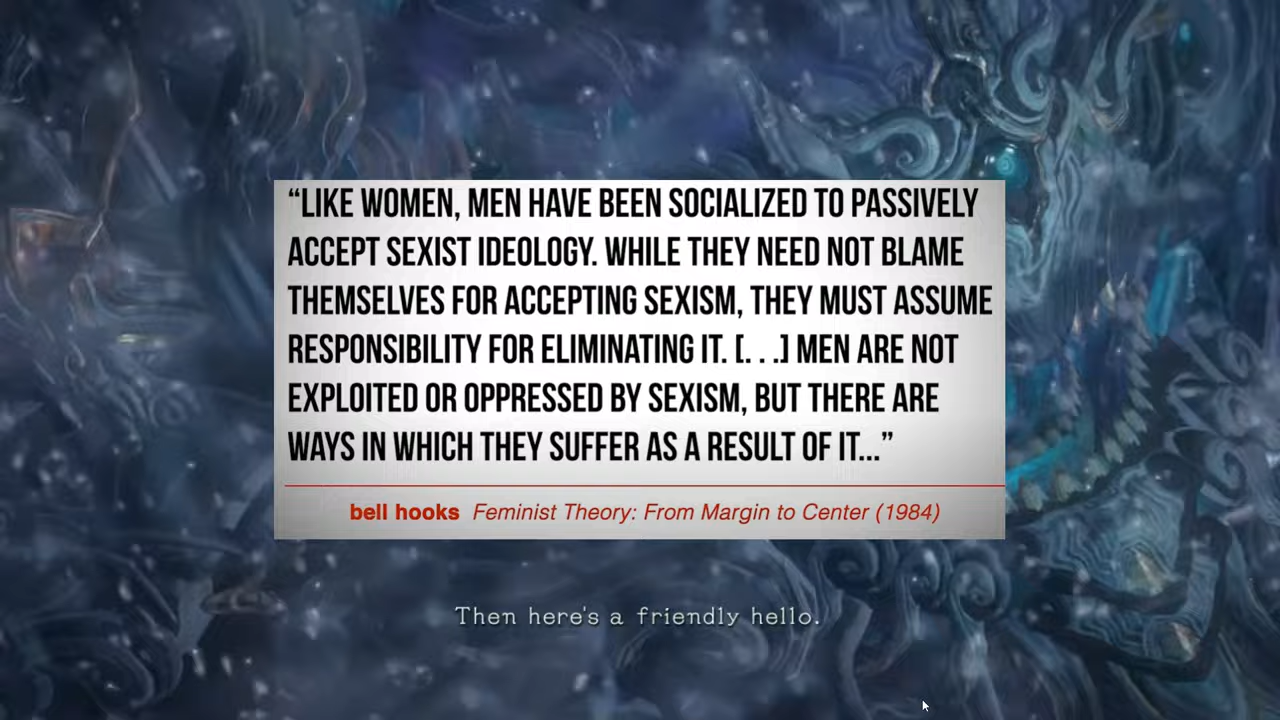 “LIKE WOMEN, MEN HAVE BEEN SOCIALIZED TO PASSIVELY
ACCEPT SEXIST IDEOLOGY. WHILE THEY NEED NOT BLAME
THEMSELVES FOR ACCEPTING SEXISM, THEY MUST ASSUME
RESPONSIBILITY FOR ELIMINATING IT. [. . .] MEN ARE NOT
EXPLOITED OR OPPRESSED BY SEXISM, BUT THERE ARE
WAYS IN WHICH THEY SUFFER AS A RESULT OF IT...”
bell hooks Feminist Theory: From Margin to Center (1984)
Then here's a friendly hello.